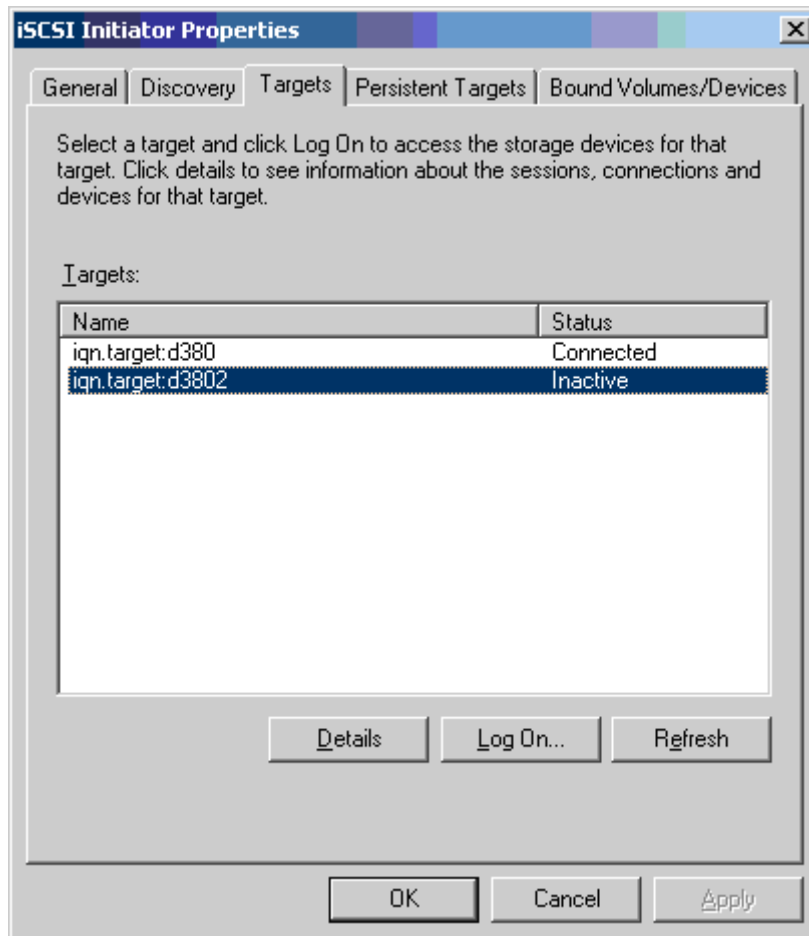 iSCSI Initiator Properties
General Discovery Targets Persistent Targets Bound Volumes/Devices
Select a target and click Log On to access the storage devices for that
target. Click details to see information about the sessions, connections and
devices for that target.
Targets:
Name Status
iqn.target:d380 Connected
iqn.target:d3802 Inactive
Details Log On... Refresh
OK Cancel Apply